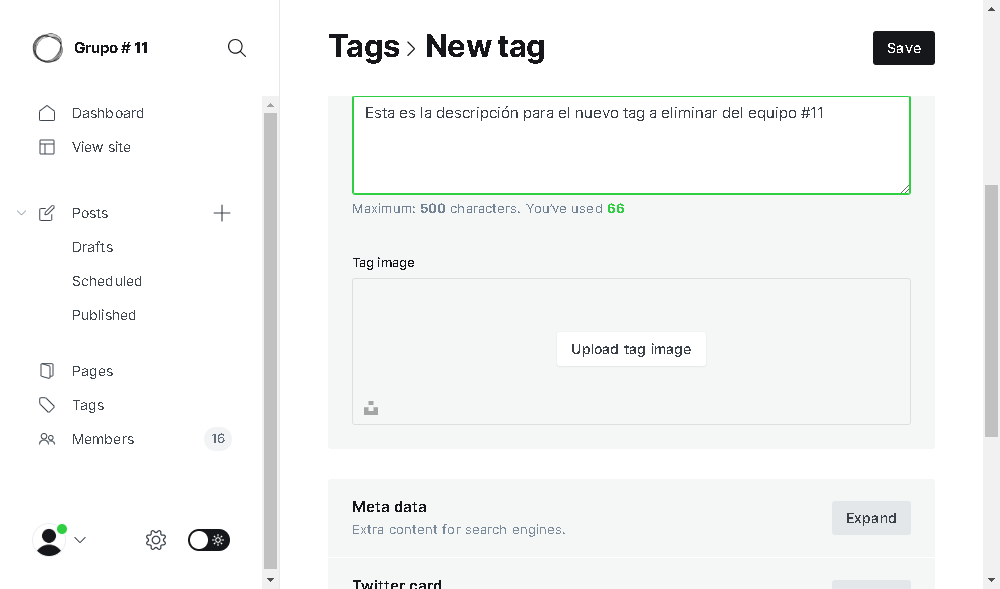 Grupo # 11
Dashboard
View site
Posts
Drafts
Scheduled
Published
Pages
Tags
Members 16
Tags > New tag
Save
Esta es la descripción para el nuevo tag a eliminar del equipo #11
Maximum: 500 characters. You've used 66
Tag image
Upload tag image
Meta data
Extra content for search engines.
Expand
Twitter card